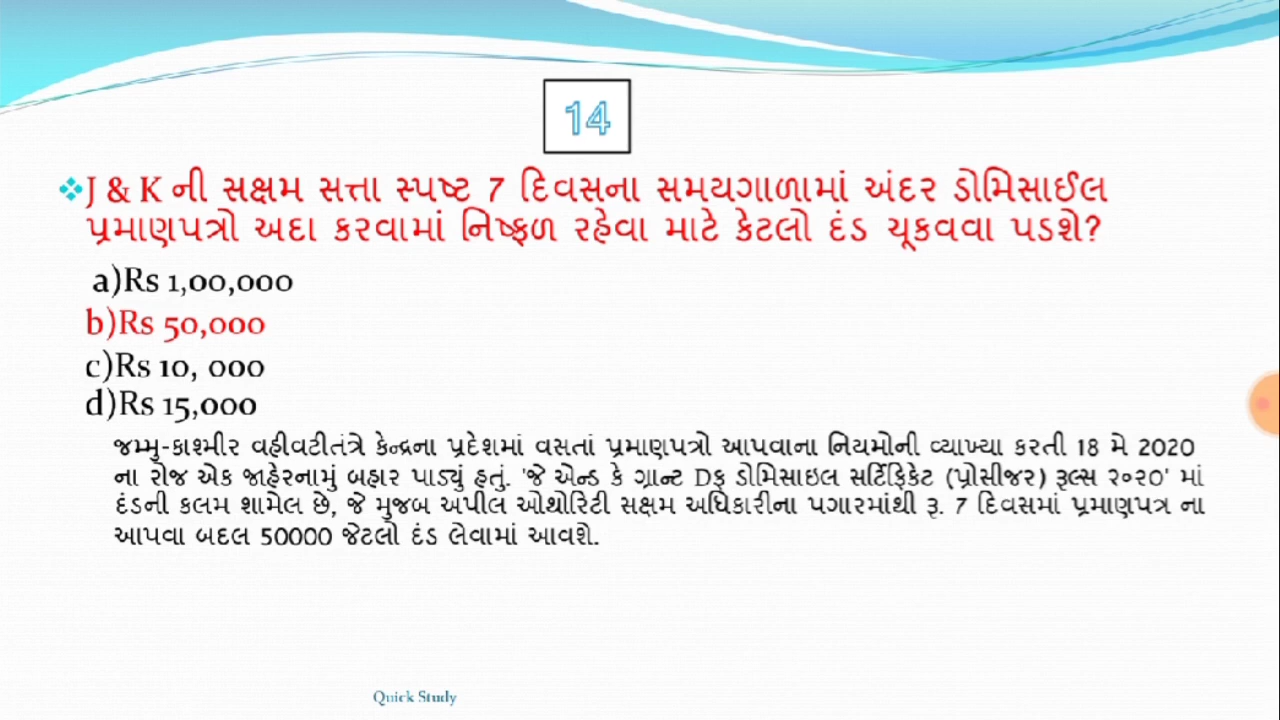 14
J & K ની સક્ષમ સત્તા સ્પષ્ટ 7 દિવસના સમયગાળામાં અંદર ડોમિસાઈલ
પ્રમાણપત્રો અદા કરવામાં નિષ્ફળ રહેવા માટે કેટલો દંડ ચૂકવવા પડશે?
a)Rs 1,00,000
b)Rs 50,000
c)Rs 10, 000
d)Rs 15,000
જમ્મુ-કાશ્મીર વહીવટીતંત્રે કેન્દ્રના પ્રદેશમાં વસતાં પ્રમાણપત્રો આપવાના નિયમોની વ્યાખ્યા કરતી 18 મે 2020
ના રોજ એક જાહેરનામું બહાર પાડ્યું હતું. 'જે એન્ડ કે ગ્રાન્ટ Dફ ડોમિસાઇલ સર્ટિફિકેટ (પ્રોસીજર) રૂલ્સ ૨૦૨0' માં
દંડની કલમ શામેલ છે, જે મુજબ અપીલ ઓથોરિટી સક્ષમ અધિકારીના પગારમાંથી રૂ. 7 દિવસમાં પ્રમાણપત્ર ના
આપવા બદલ 50000 જેટલો દંડ લેવામાં આવશે.
Quick Study